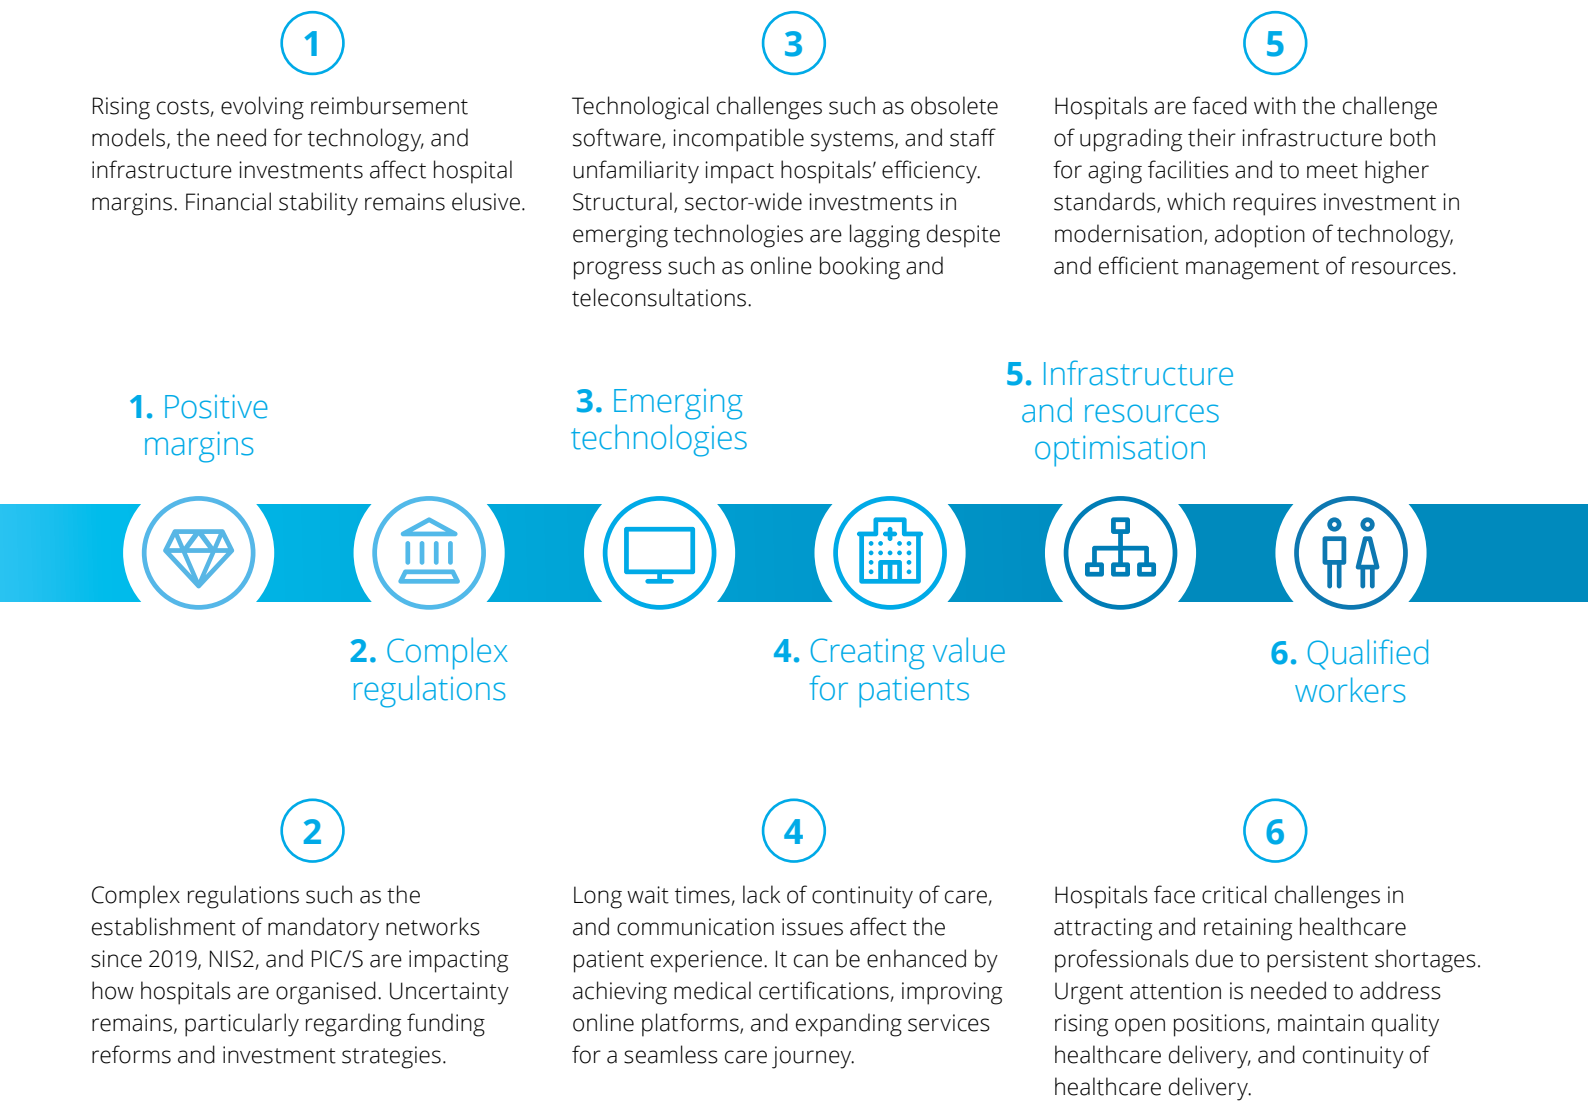 1
Rising costs, evolving reimbursement
models, the need for technology, and
infrastructure investments affect hospital
margins. Financial stability remains elusive.
3
Technological challenges such as obsolete
software, incompatible systems, and staff
unfamiliarity impact hospitals’ efficiency.
Structural, sector-wide investments in
emerging technologies are lagging despite
progress such as online booking and
teleconsultations.
5
Hospitals are faced with the challenge
of upgrading their infrastructure both
for aging facilities and to meet higher
standards, which requires investment in
modernisation, adoption of technology,
and efficient management of resources.
1. Positive
margins
3. Emerging
technologies
5. Infrastructure
and resources
optimisation
2. Complex
regulations
4. Creating value
for patients
6. Qualified
workers
2
Complex regulations such as the
establishment of mandatory networks
since 2019, NIS2, and PIC/S are impacting
how hospitals are organised. Uncertainty
remains, particularly regarding funding
reforms and investment strategies.
4
Long wait times, lack of continuity of care,
and communication issues affect the
patient experience. It can be enhanced by
achieving medical certifications, improving
online platforms, and expanding services
for a seamless care journey.
6
Hospitals face critical challenges in
attracting and retaining healthcare
professionals due to persistent shortages.
Urgent attention is needed to address
rising open positions, maintain quality
healthcare delivery, and continuity of
healthcare delivery.